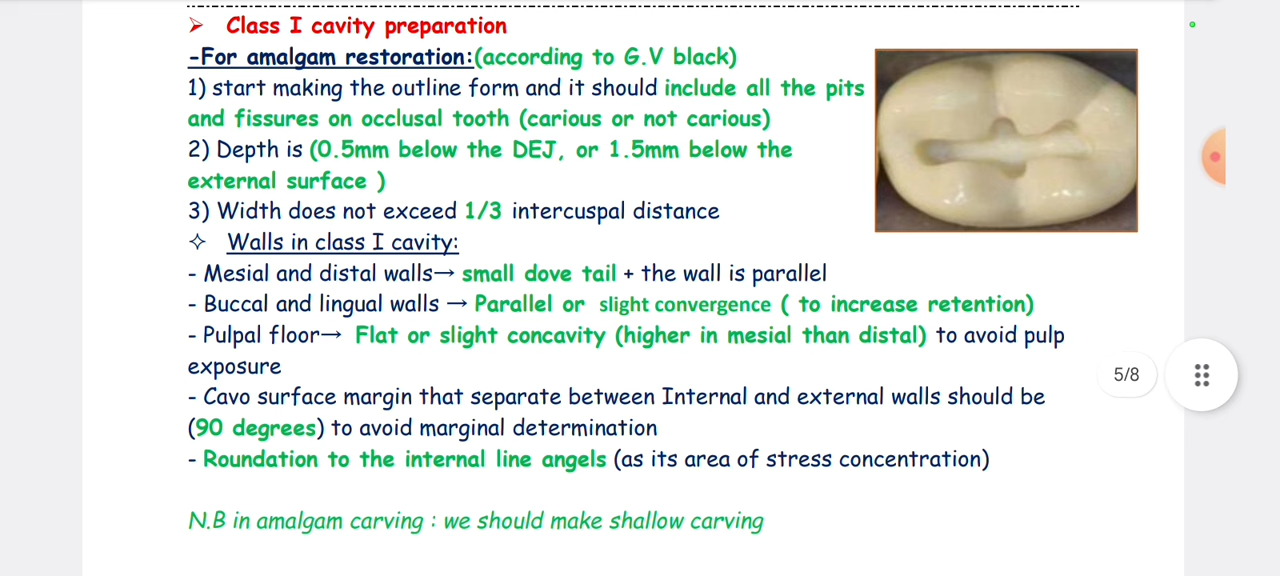 ➢ Class I cavity preparation
-For amalgam restoration:(according to G.V black)
1) start making the outline form and it should include all the pits
and fissures on occlusal tooth (carious or not carious)
2) Depth is (0.5mm below the DEJ, or 1.5mm below the
external surface )
3) Width does not exceed 1/3 intercuspal distance
✧ Walls in class I cavity:
- Mesial and distal walls→ small dove tail + the wall is parallel
- Buccal and lingual walls → Parallel or slight convergence ( to increase retention)
- Pulpal floor→ Flat or slight concavity (higher in mesial than distal) to avoid pulp
exposure
- Cavo surface margin that separate between Internal and external walls should be
(90 degrees) to avoid marginal determination
- Roundation to the internal line angels (as its area of stress concentration)
N.B in amalgam carving : we should make shallow carving
5/8